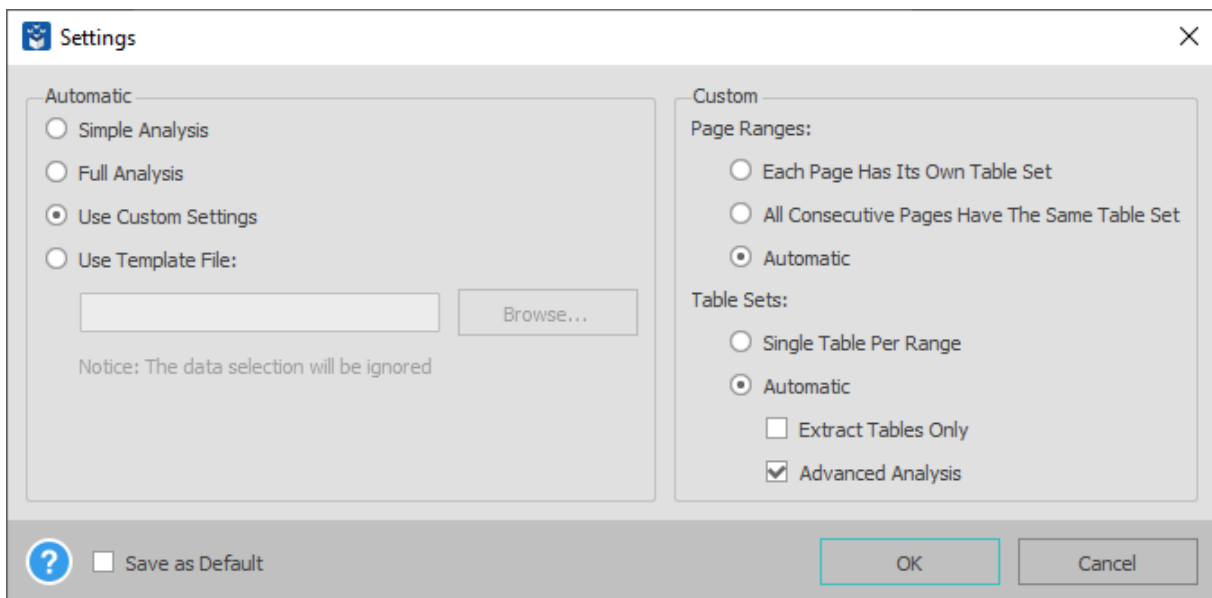 Settings
Automatic
Simple Analysis
Full Analysis
Use Custom Settings
Use Template File:
Browse...
Notice: The data selection will be ignored
Custom
Page Ranges:
Each Page Has Its Own Table Set
All Consecutive Pages Have The Same Table Set
Automatic
Table Sets:
Single Table Per Range
Automatic
Extract Tables Only
Advanced Analysis
?
Save as Default
OK
Cancel